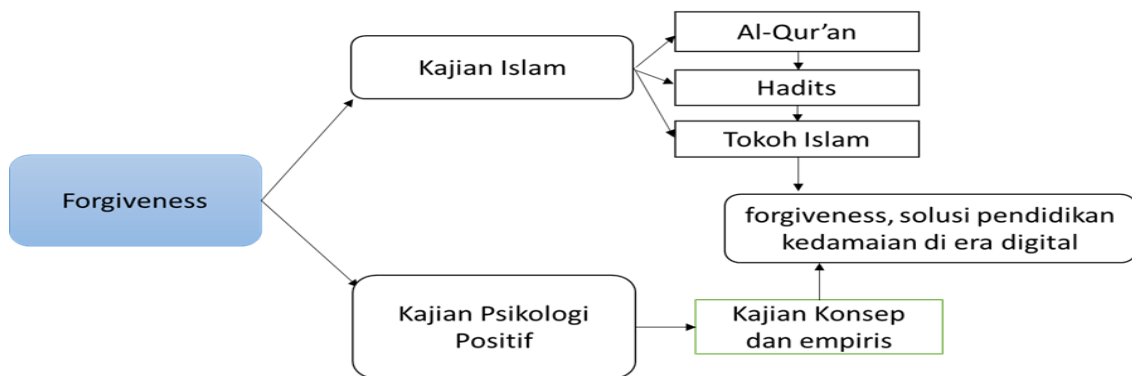 Forgiveness
Kajian Islam
Al-Qur’an
Hadits
Tokoh Islam
Kajian Psikologi
Positif
Kajian Konsep
dan empiris
forgiveness, solusi pendidikan
kedamaian di era digital